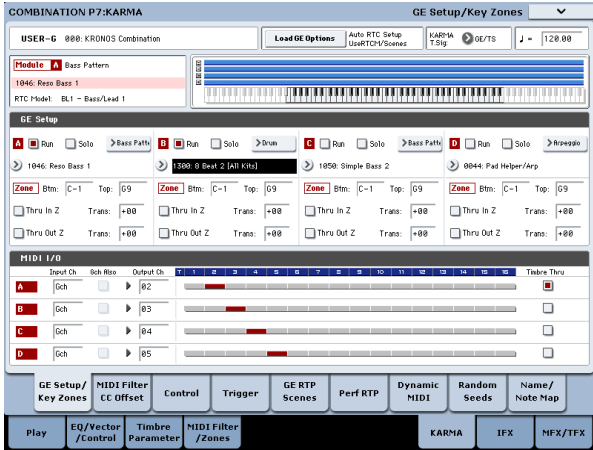 COMBINATION P7:KARMA GE Setup/Key Zones
USER-G 000: KRONOS Combination Load GE Options Auto RTC Setup UseRTCM/Scenes KARMA T.Sig: GE/TS ♩ = 120.00
Module A Bass Pattern
1046: Reso Bass 1
RTC Model: BL1 - Bass/Lead 1
A
B
C
D
GE Setup
A Run Solo >Bass Patte B Run Solo >Drum C Run Solo >Bass Patte D Run Solo >Arpeggio
1046: Reso Bass 1 1300: 8 Beat 2 [All Kits] 1050: Simple Bass 2 0044: Pad Helper/Arp
Zone Btm: C-1 Top: G9 Zone Btm: C-1 Top: G9 Zone Btm: C-1 Top: G9 Zone Btm: C-1 Top: G9
Thru In Z Trans: +00 Thru In Z Trans: +00 Thru In Z Trans: +00 Thru In Z Trans: +00
Thru Out Z Trans: +00 Thru Out Z Trans: +00 Thru Out Z Trans: +00 Thru Out Z Trans: +00
MIDI I/O
Input Ch Gch Also Output Ch T 1 2 3 4 5 6 7 8 9 10 11 12 13 14 15 16 Timbre Thru
A Gch 02
B Gch 03
C Gch 04
D Gch 05
GE Setup/ Key Zones MIDI Filter CC Offset Control Trigger GE RTP Scenes Perf RTP Dynamic MIDI Random Seeds Name/ Note Map
Play EQ/Vector /Control Timbre Parameter MIDI Filter /Zones KARMA IFX MFX/TFX